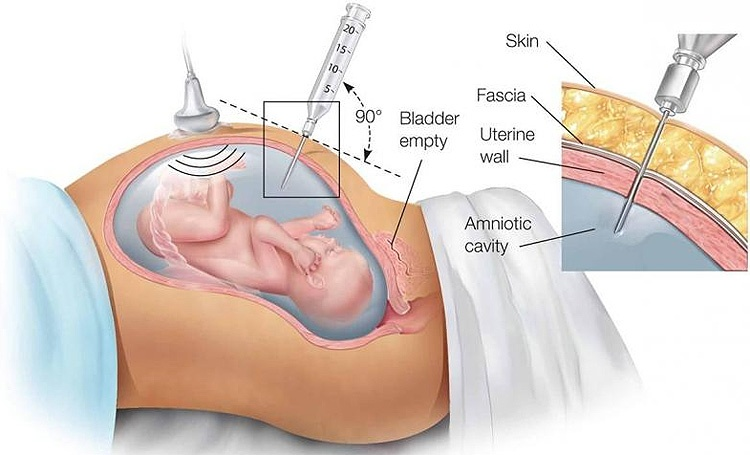 20
15
10
5
90°
Bladder
empty
Skin
Fascia
Uterine
wall
Amniotic
cavity